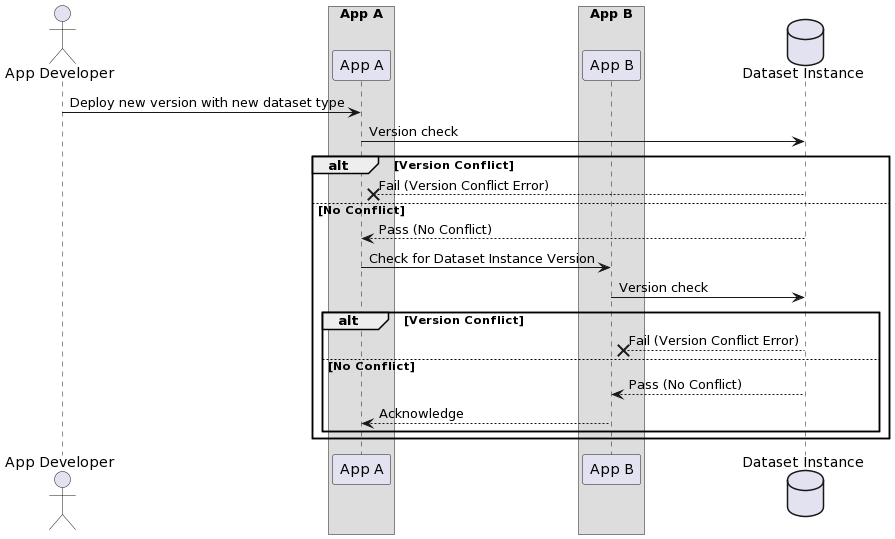 App A
App B
App Developer
App A
App B
Dataset Instance
Deploy new version with new dataset type
Version check
alt
[Version Conflict]
Fail (Version Conflict Error)
[No Conflict]
Pass (No Conflict)
Check for Dataset Instance Version
Version check
alt
[Version Conflict]
Fail (Version Conflict Error)
[No Conflict]
Pass (No Conflict)
Acknowledge
App Developer
App A
App B
Dataset Instance